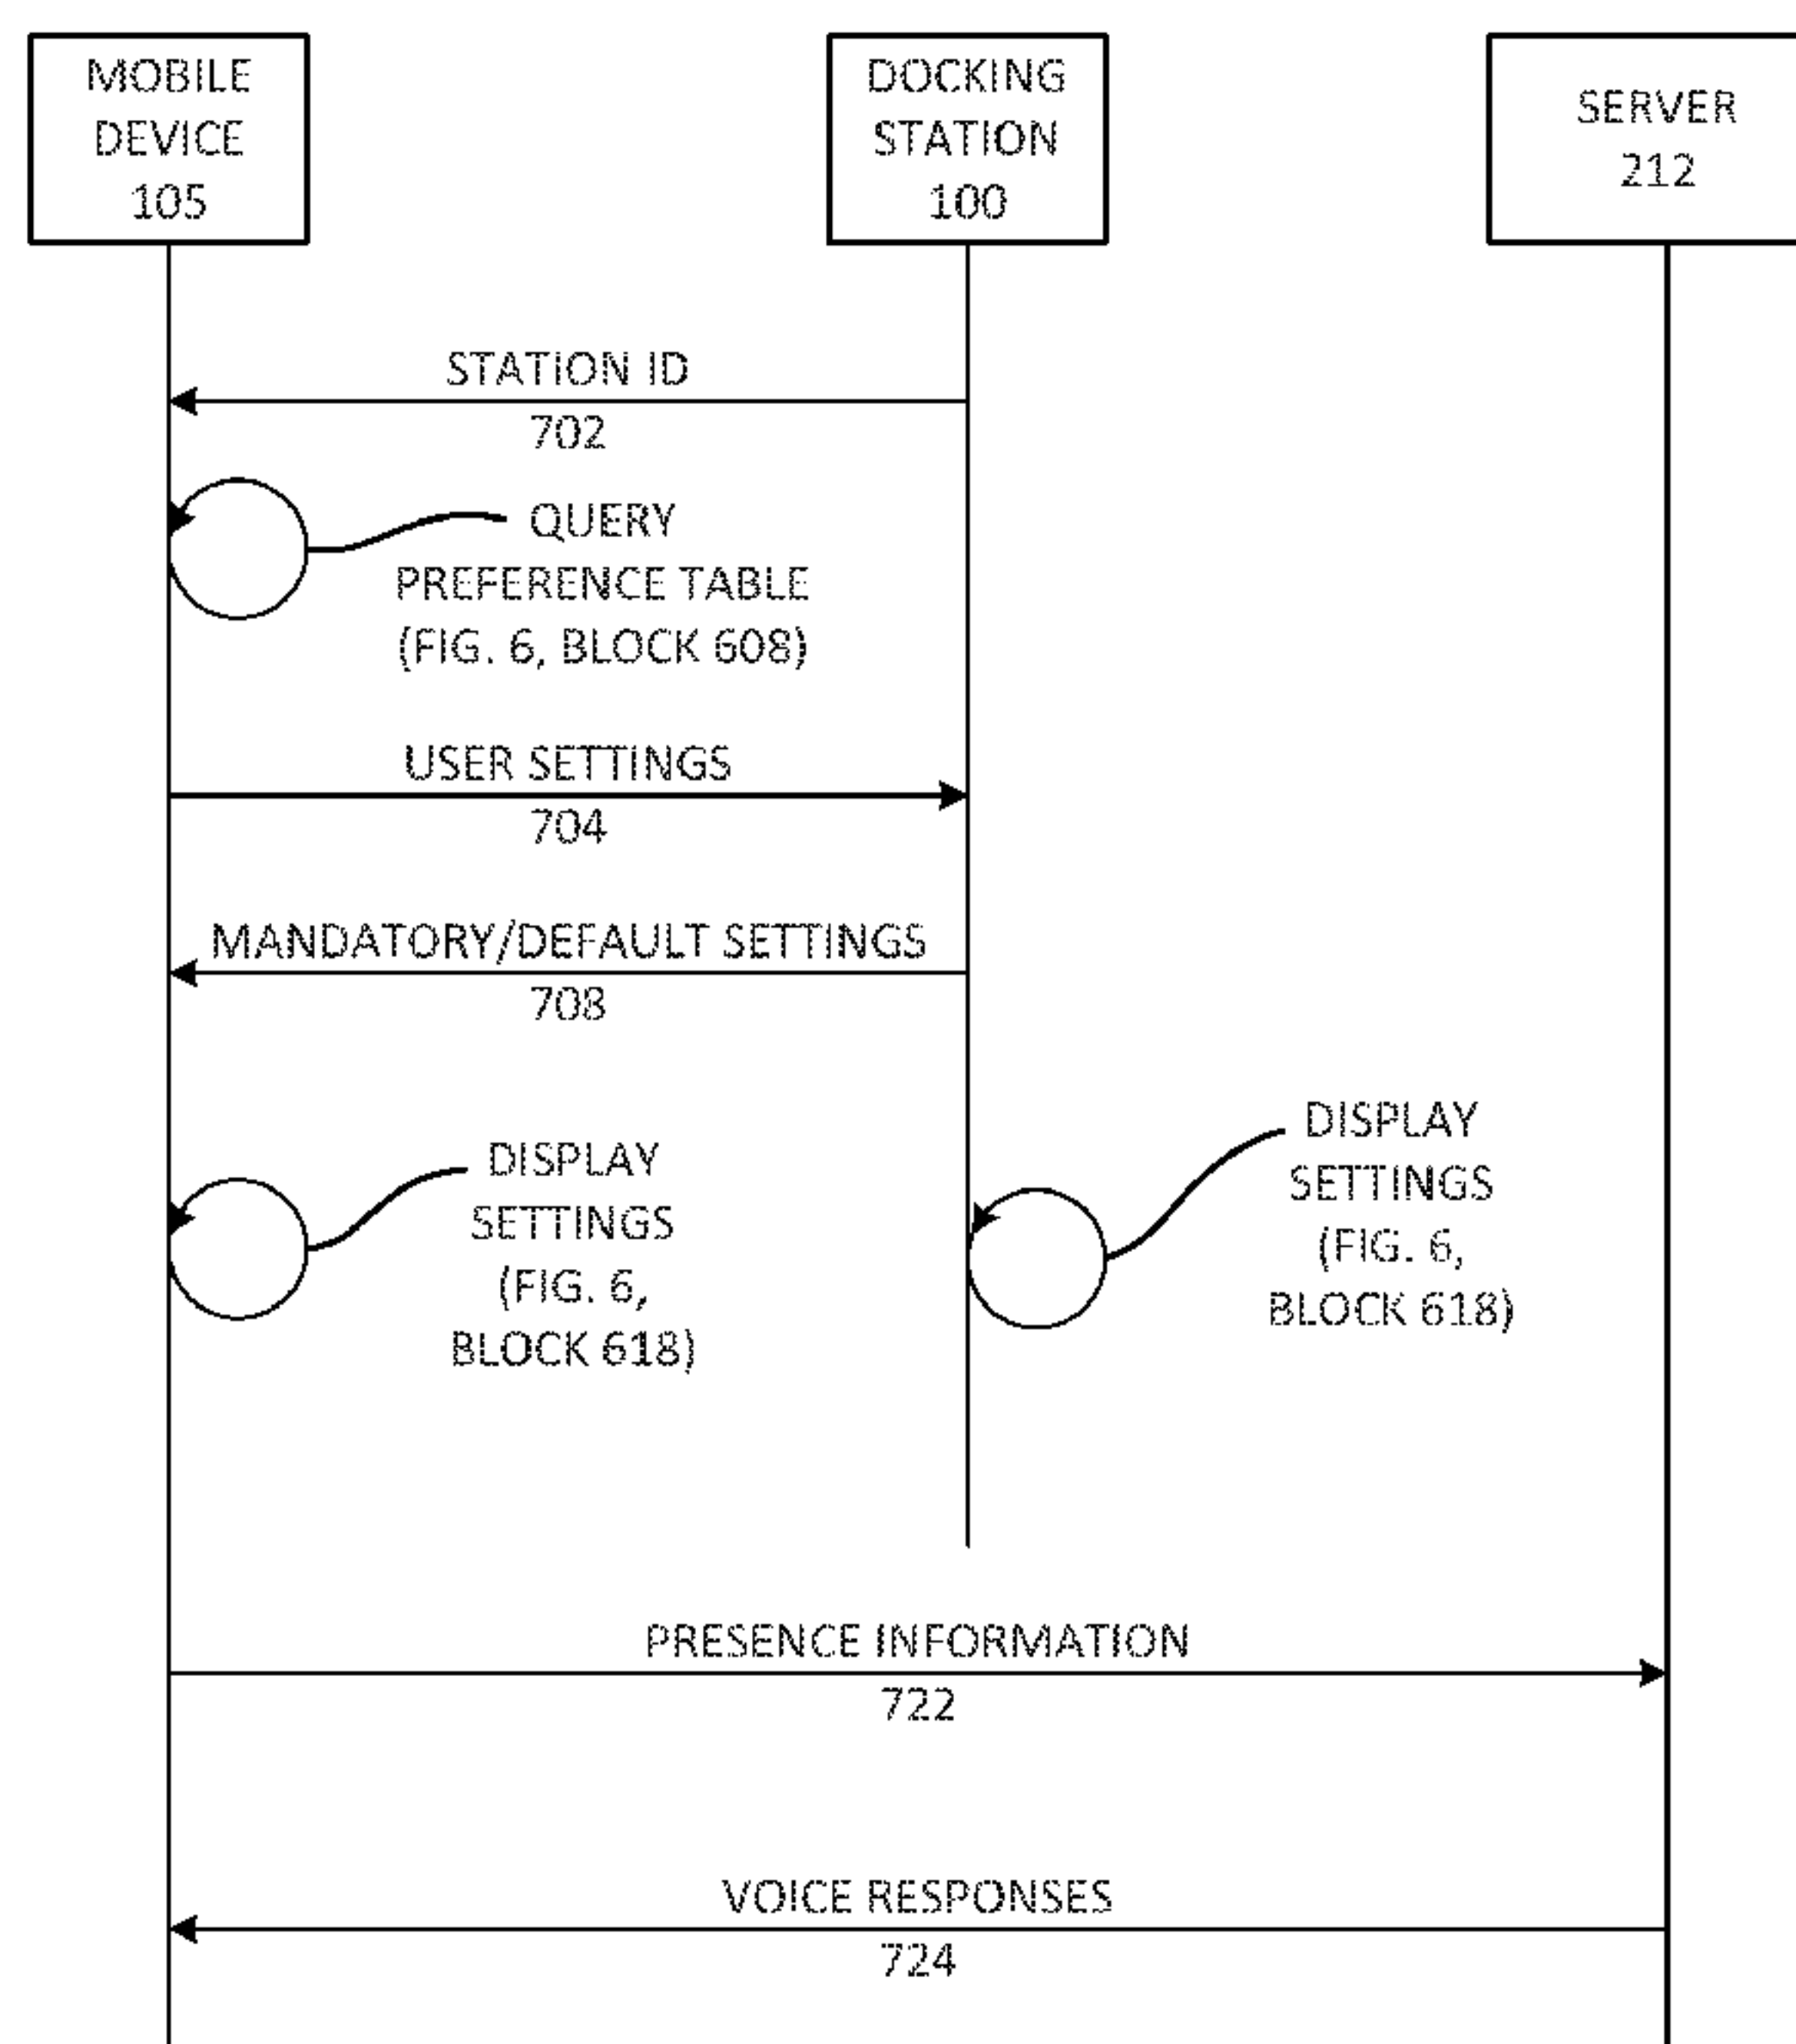 MOBILE
DEVICE
105
DOCKING
STATION
100
SERVER
212
STATION ID
702
QUERY
PREFERENCE TABLE
(FIG. 6, BLOCK 608)
USER SETTINGS
704
MANDATORY/DEFAULT SETTINGS
708
DISPLAY
SETTINGS
(FIG. 6,
BLOCK 618)
DISPLAY
SETTINGS
(FIG. 6,
BLOCK 618)
PRESENCE INFORMATION
722
VOICE RESPONSES
724